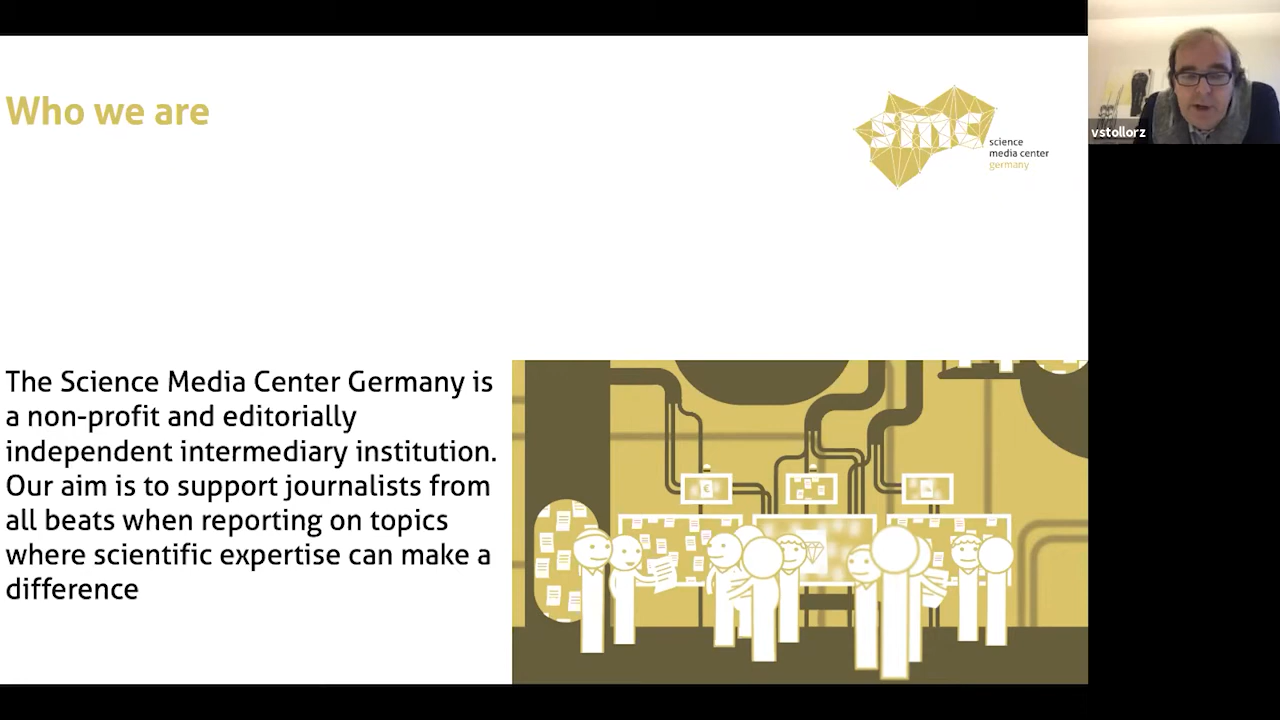 Who we are
smc
science
media center
germany
vstollorz
The Science Media Center Germany is
a non-profit and editorially
independent intermediary institution.
Our aim is to support journalists from
all beats when reporting on topics
where scientific expertise can make a
difference
€